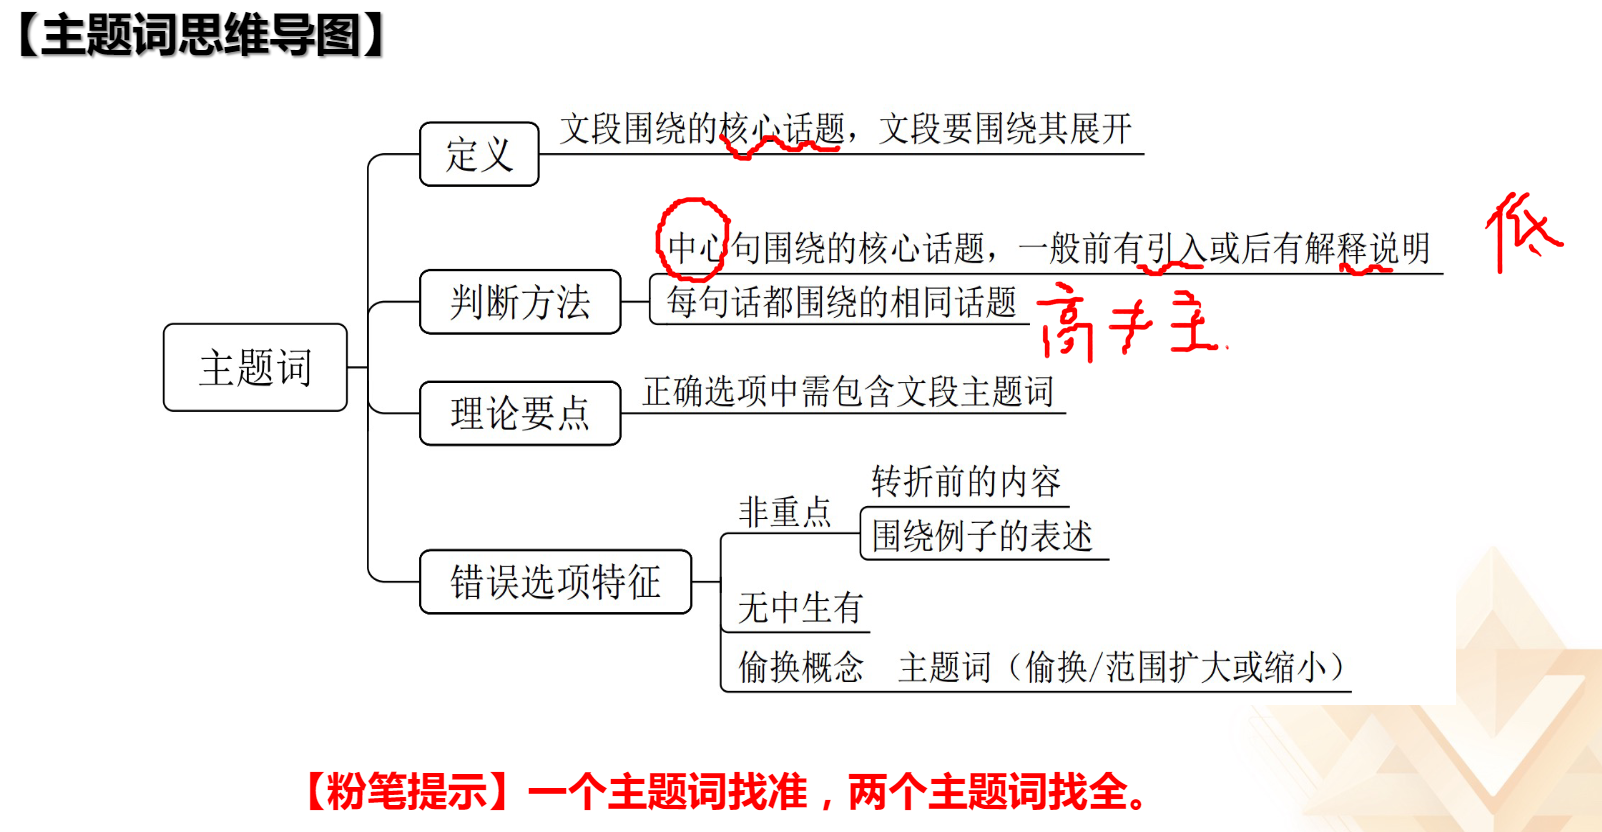 【主题词思维导图】
文段围绕的核心话题，文段要围绕其展开
定义
低
中心句围绕的核心话题，一般前有引入或后有解释说明
判断方法
每句话都围绕的相同话题
高≠主
主题词
正确选项中需包含文段主题词
理论要点
转折前的内容
非重点
围绕例子的表述
错误选项特征
无中生有
偷换概念 主题词（偷换/范围扩大或缩小）
【粉笔提示】一个主题词找准，两个主题词找全。